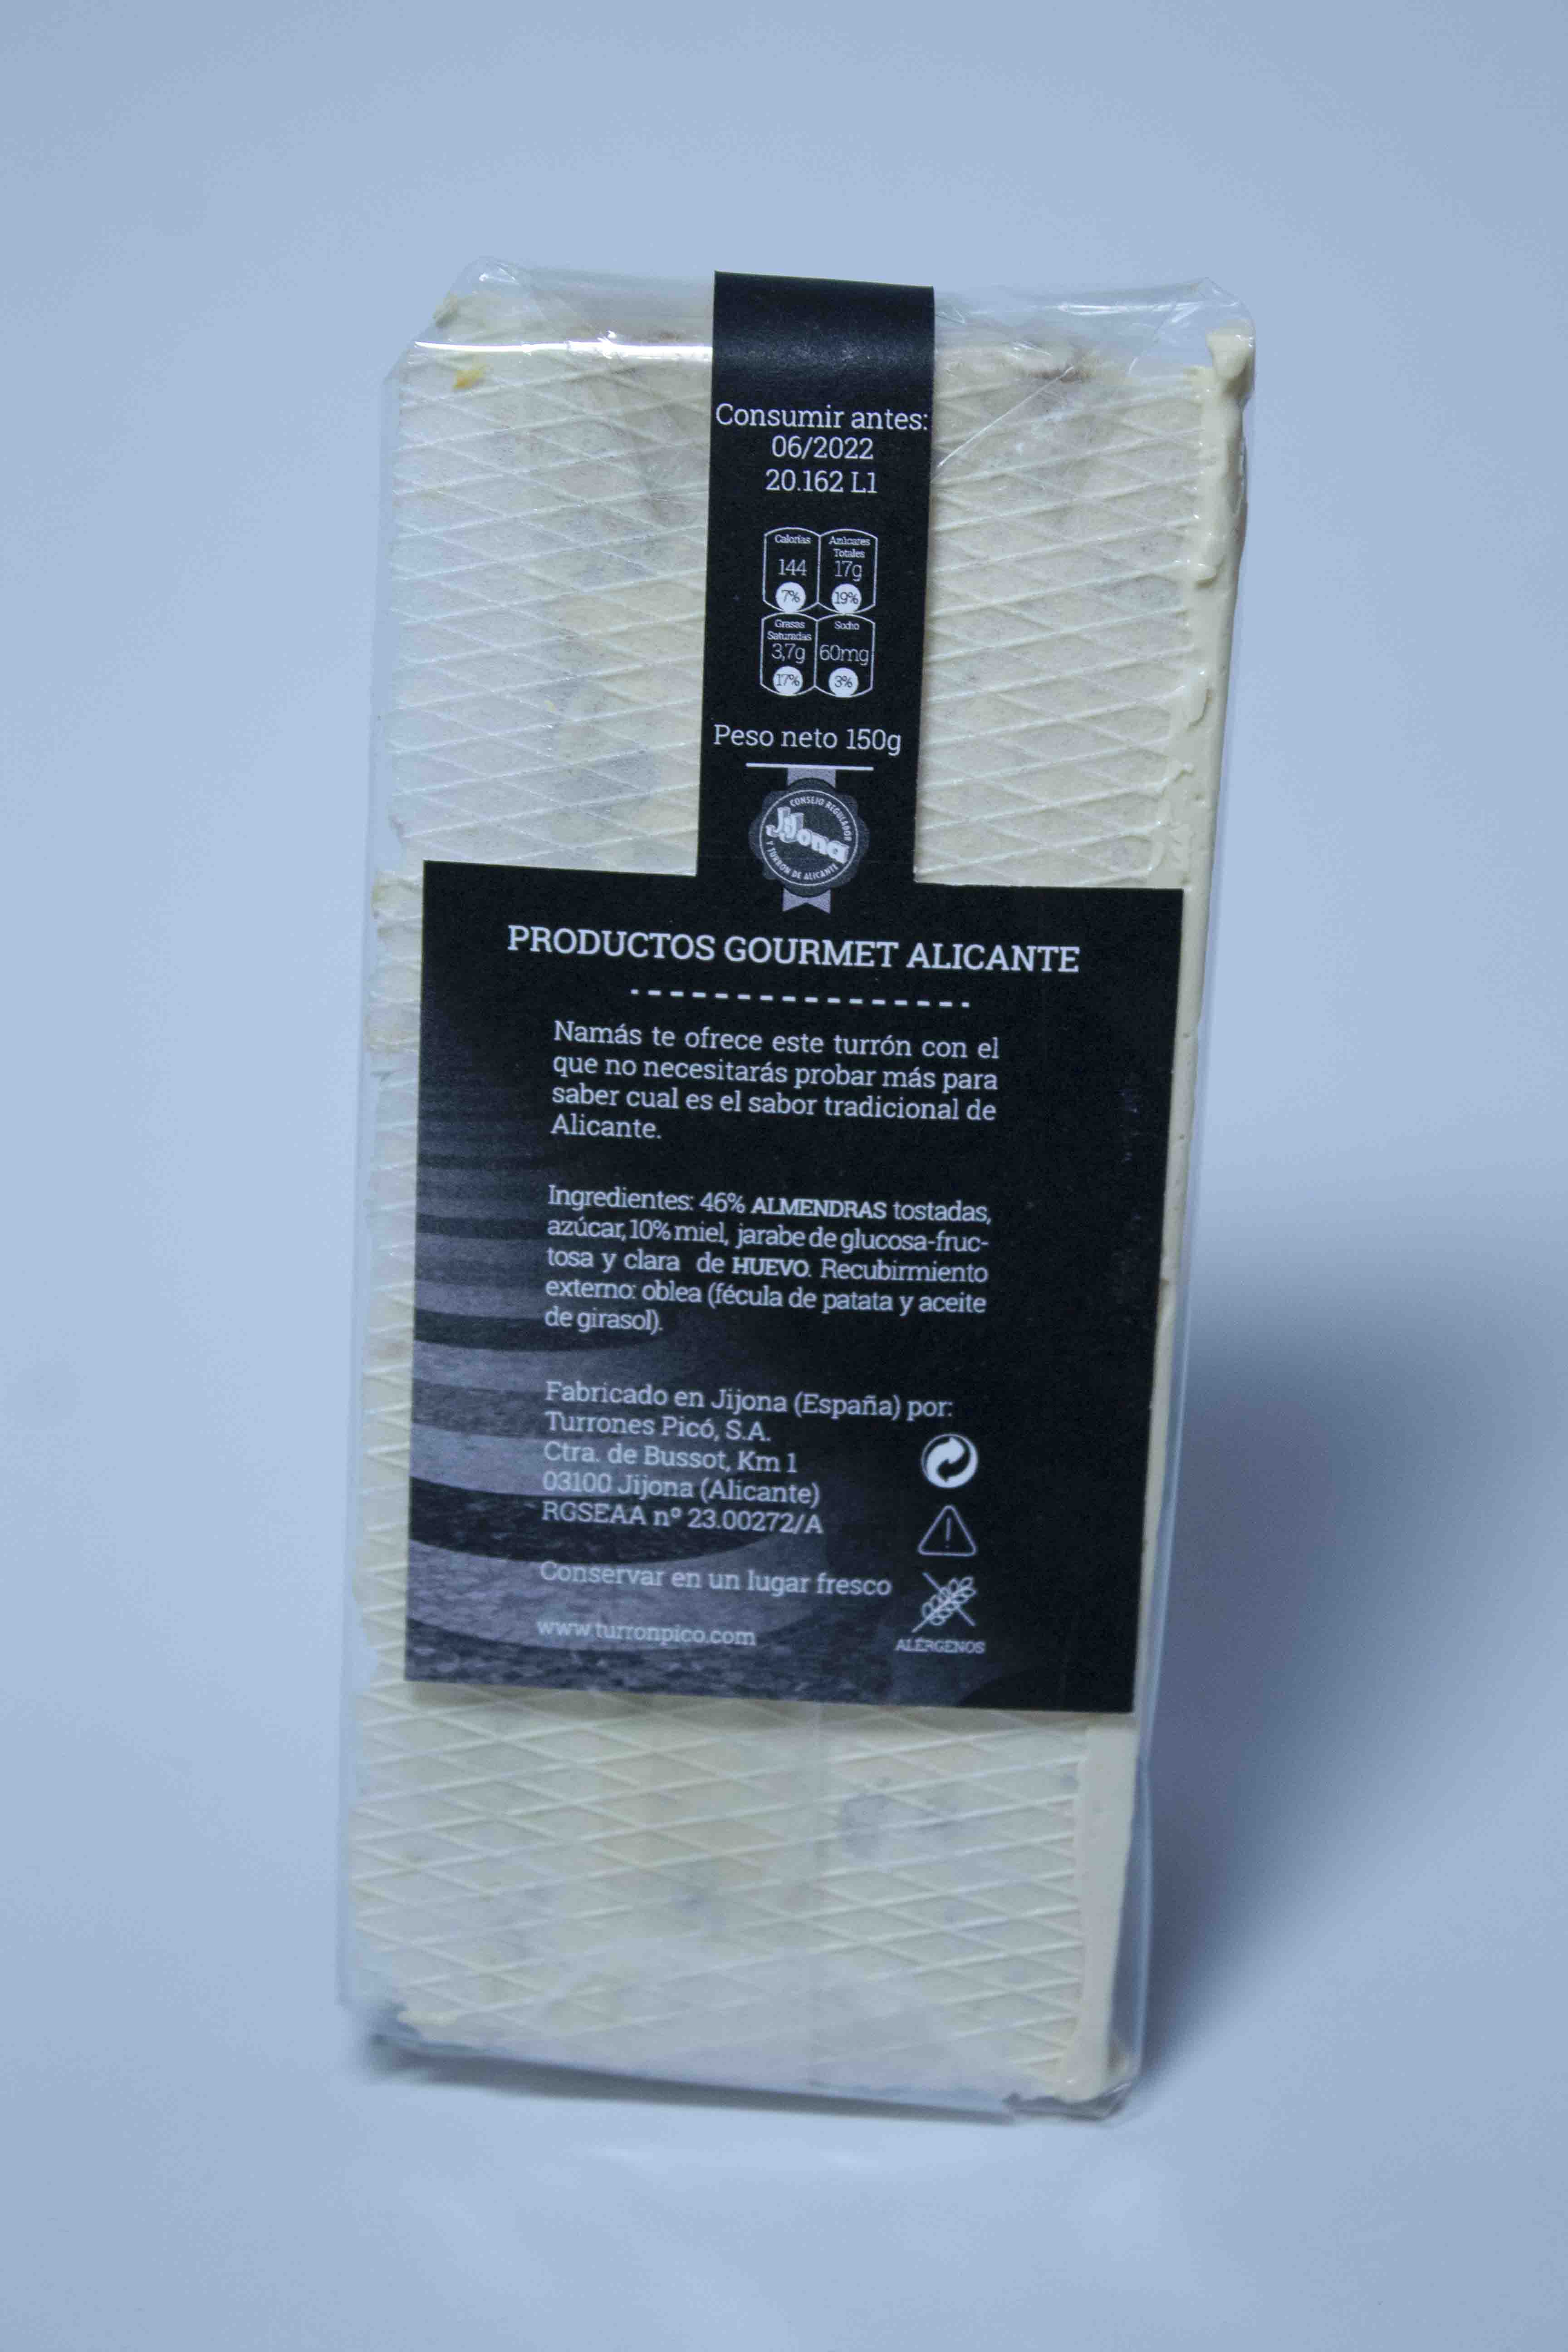 Consumir antes:
06/2022
20.162 L1
Calorías
144
7%
Azúcares
Totales
17g
19%
Grasas
Saturadas
3,7g
17%
Sodio
60mg
3%
Peso neto 150g
CONSEJO REGULADOR
Jijona
Y TURRÓN DE ALICANTE
PRODUCTOS GOURMET ALICANTE
Namás te ofrece este turrón con el
que no necesitarás probar más para
saber cual es el sabor tradicional de
Alicante.
Ingredientes: 46% ALMENDRAS tostadas,
azúcar, 10% miel, jarabe de glucosa-fruc-
tosa y clara de HUEVO. Recubirmiento
externo: oblea (fécula de patata y aceite
de girasol).
Fabricado en Jijona (España) por:
Turrones Picó, S.A.
Ctra. de Bussot, Km 1
03100 Jijona (Alicante)
RGSEAA nº 23.00272/A
Conservar en un lugar fresco
www.turronpico.com
ALÉRGENOS